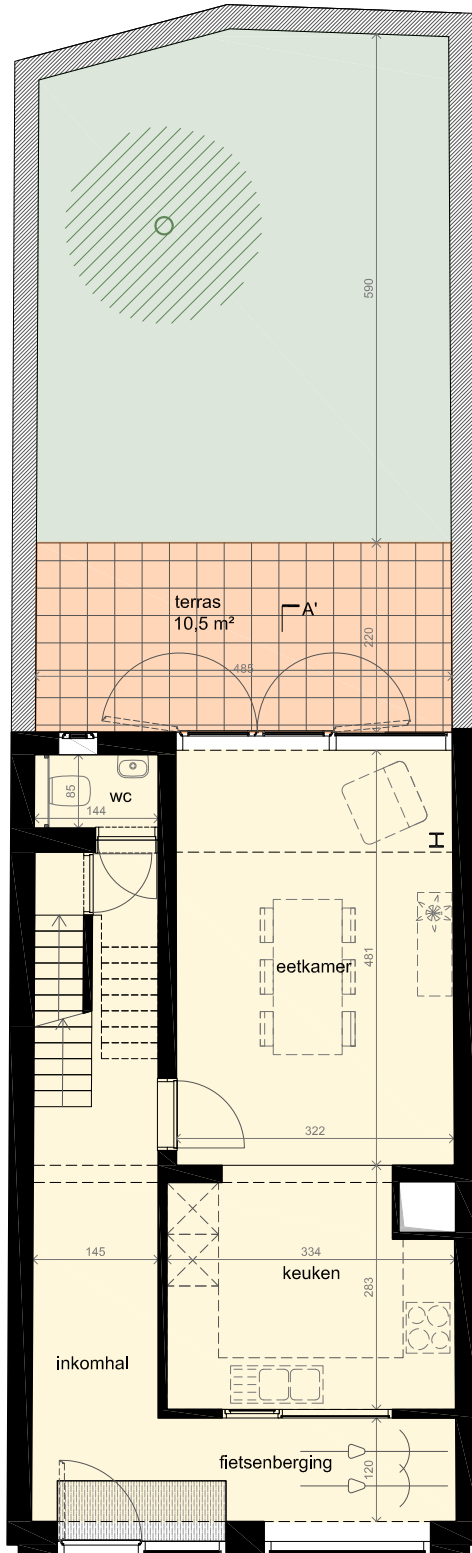 590
terras
10,5 m²
A'
220
485
85
wc
144
H
eetkamer
481
322
145
334
keuken
283
inkomhal
fietsenberging
120